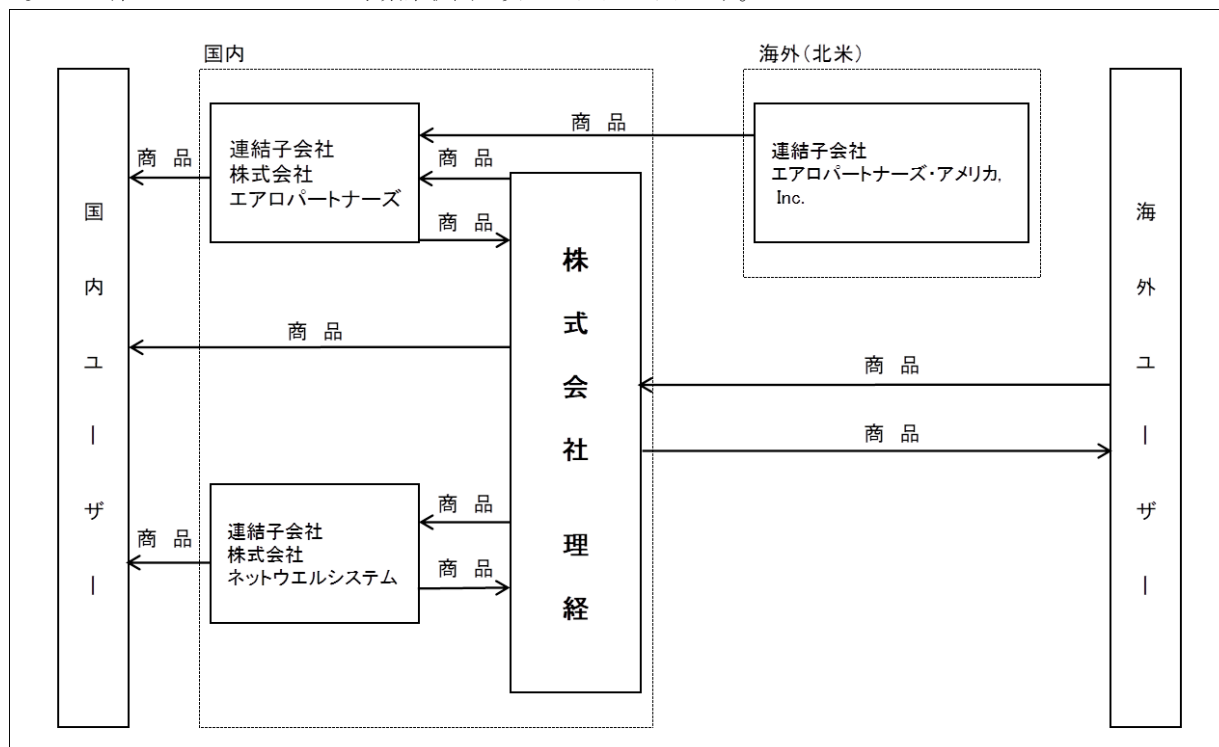 国内
海外(北米)
商品
連結子会社
株式会社
エアロパートナーズ
商品
商品
商品
連結子会社
エアロパートナーズ・アメリカ,
Inc.
国内ユーザー
株式会社 理経
海外ユーザー
商品
商品
商品
商品
連結子会社
株式会社
ネットウエルシステム
商品
商品